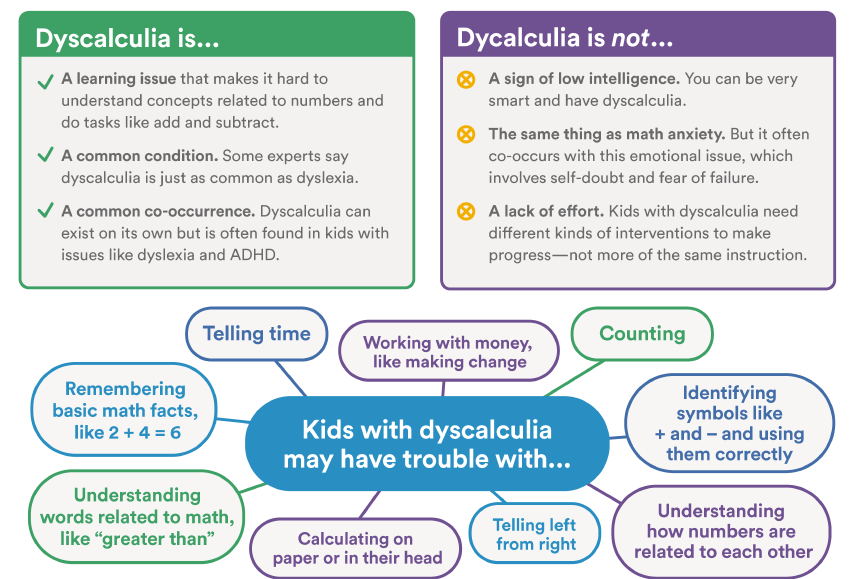 Dyscalculia is...
A learning issue that makes it hard to
understand concepts related to numbers and
do tasks like add and subtract.
A common condition. Some experts say
dyscalculia is just as common as dyslexia.
A common co-occurrence. Dyscalculia can
exist on its own but is often found in kids with
issues like dyslexia and ADHD.
Dycalculia is not...
A sign of low intelligence. You can be very
smart and have dyscalculia.
The same thing as math anxiety. But it often
co-occurs with this emotional issue, which
involves self-doubt and fear of failure.
A lack of effort. Kids with dyscalculia need
different kinds of interventions to make
progress—not more of the same instruction.
Telling time
Working with money,
like making change
Counting
Remembering
basic math facts,
like 2 + 4 = 6
Identifying
symbols like
+ and – and using
them correctly
Kids with dyscalculia
may have trouble with...
Understanding
words related to math,
like “greater than”
Calculating on
paper or in their head
Telling left
from right
Understanding
how numbers are
related to each other